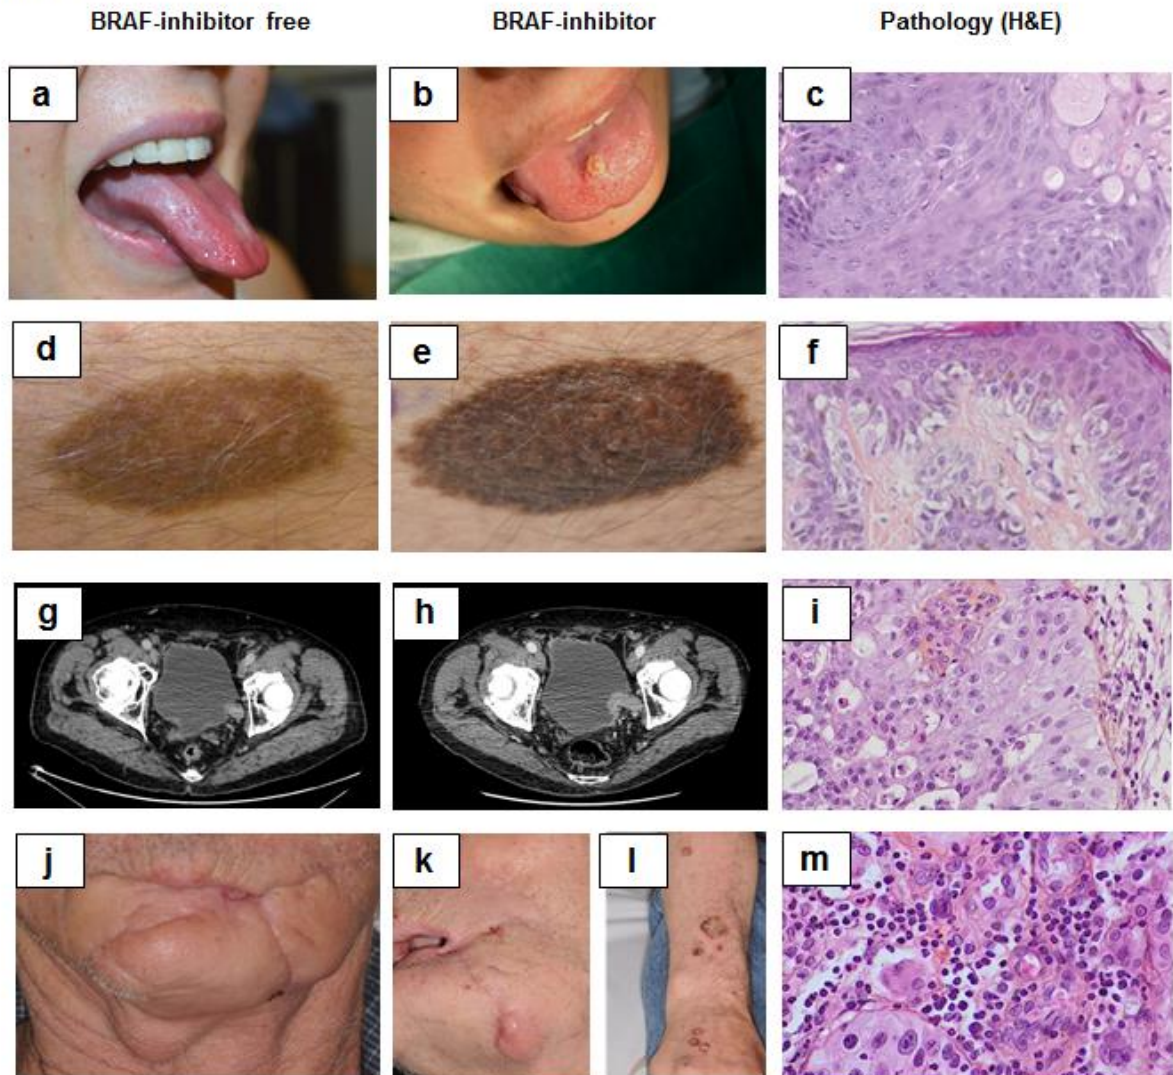 BRAF-inhibitor free BRAF-inhibitor Pathology (H&E)
a b c
d e f
g h i
j k l m